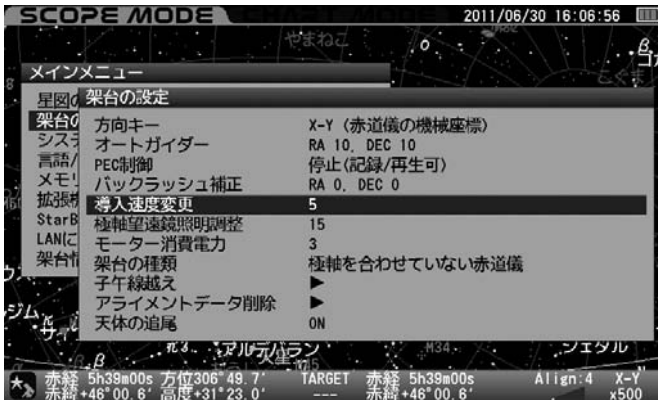 SCOPE MODE
CHART MODE
2011/06/30 16:06:56
やまねこ
メインメニュー
架台の設定
星図の
架台の
システ
言語/
メモリ
拡張機
StarB
LANに
架台情
方向キー X-Y (赤道儀の機械座標)
オートガイダー RA 10, DEC 10
PEC制御 停止(記録/再生可)
バックラッシュ補正 RA 0, DEC 0
導入速度変更 5
極軸望遠鏡照明調整 15
モーター消費電力 3
架台の種類 極軸を合わせていない赤道儀
子午線越え ▶
アライメントデータ削除 ▶
天体の追尾 ON
アルデバラン
M34
赤経 5h39m00s 方位306°49.7′ TARGET 赤経 5h39m00s Align:4 X-Y
赤緯+46°00.6′ 高度+31°23.0′ --- 赤緯+46°00.6′ x500